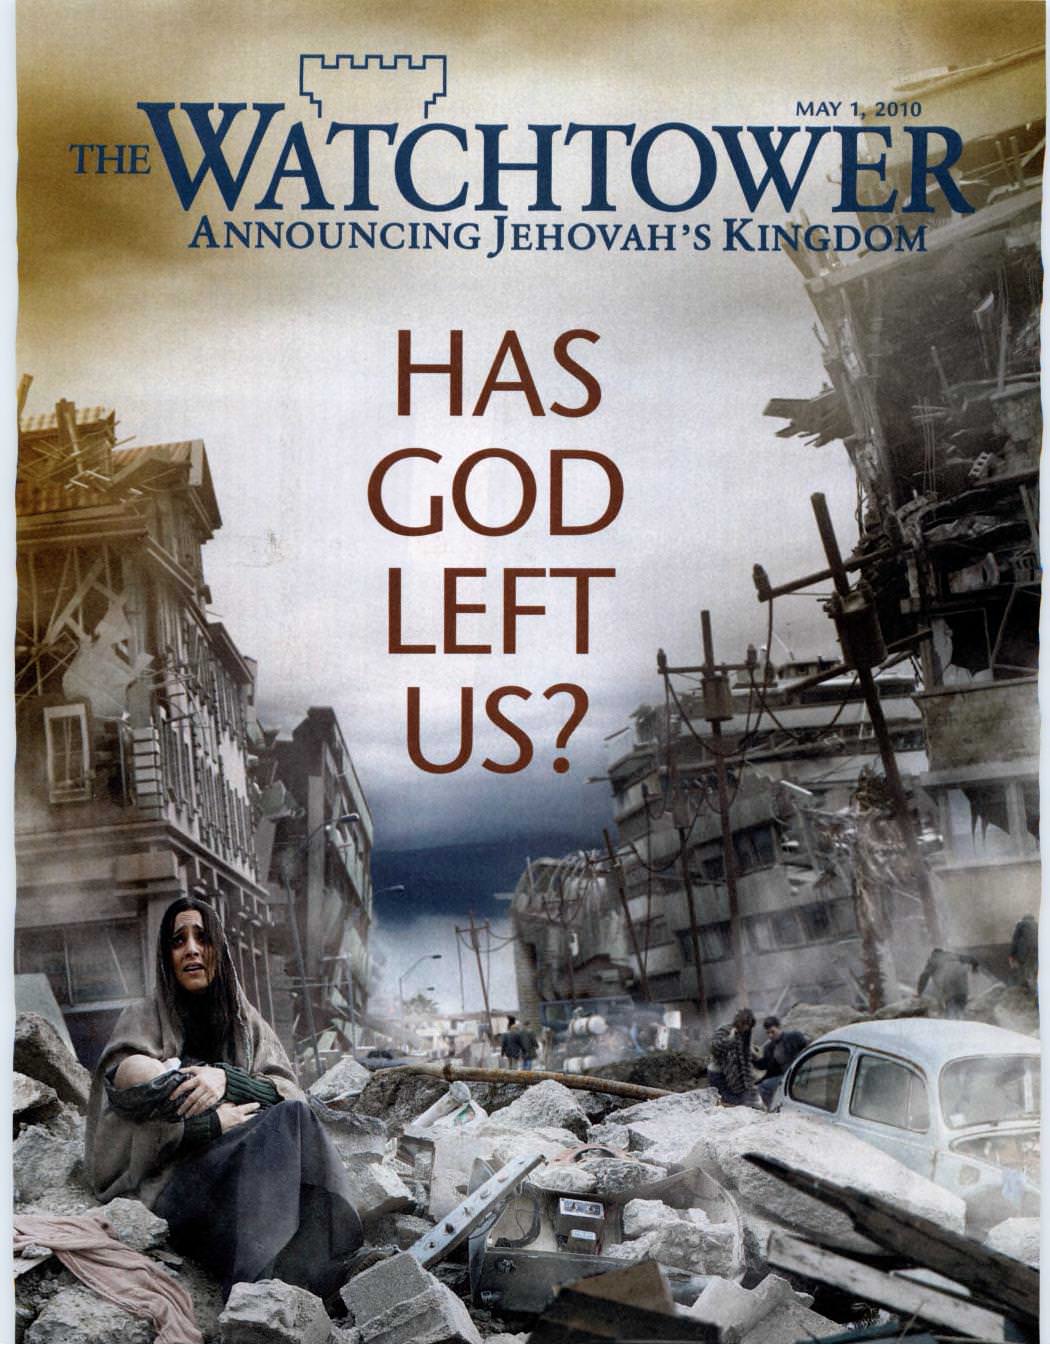 MAY 1, 2010
THE WATCHTOWER
ANNOUNCING JEHOVAH'S KINGDOM
HAS
GOD
LEFT
US?